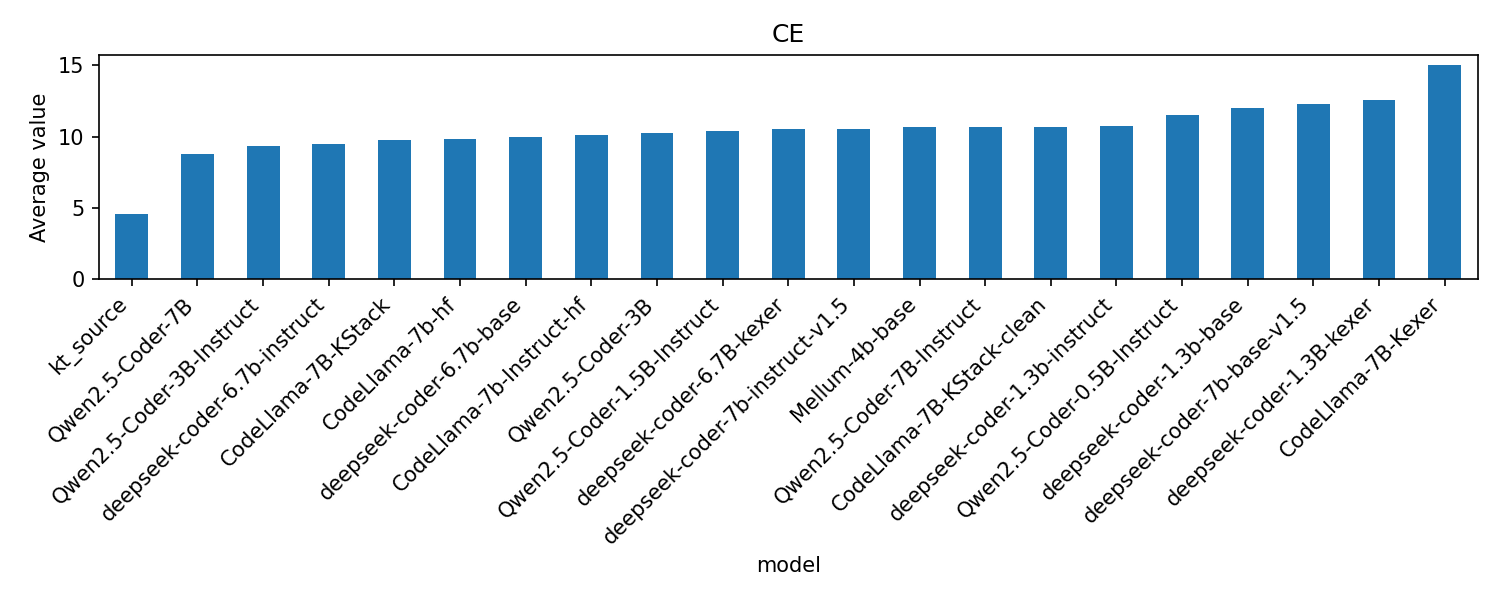 CE
Average value
15
10
5
0
kt_source
Qwen2.5-Coder-7B
Qwen2.5-Coder-3B-Instruct
deepseek-coder-6.7b-instruct
CodeLlama-7B-KStack
CodeLlama-7b-hf
deepseek-coder-6.7b-base
CodeLlama-7b-Instruct-hf
Qwen2.5-Coder-3B
Qwen2.5-Coder-1.5B-Instruct
deepseek-coder-6.7B-kexer
deepseek-coder-7b-instruct-v1.5
Mellum-4b-base
Qwen2.5-Coder-7B-Instruct
CodeLlama-7B-KStack-clean
deepseek-coder-1.3b-instruct
Qwen2.5-Coder-0.5B-Instruct
deepseek-coder-1.3b-base
deepseek-coder-7b-base-v1.5
deepseek-coder-1.3B-kexer
CodeLlama-7B-Kexer
model